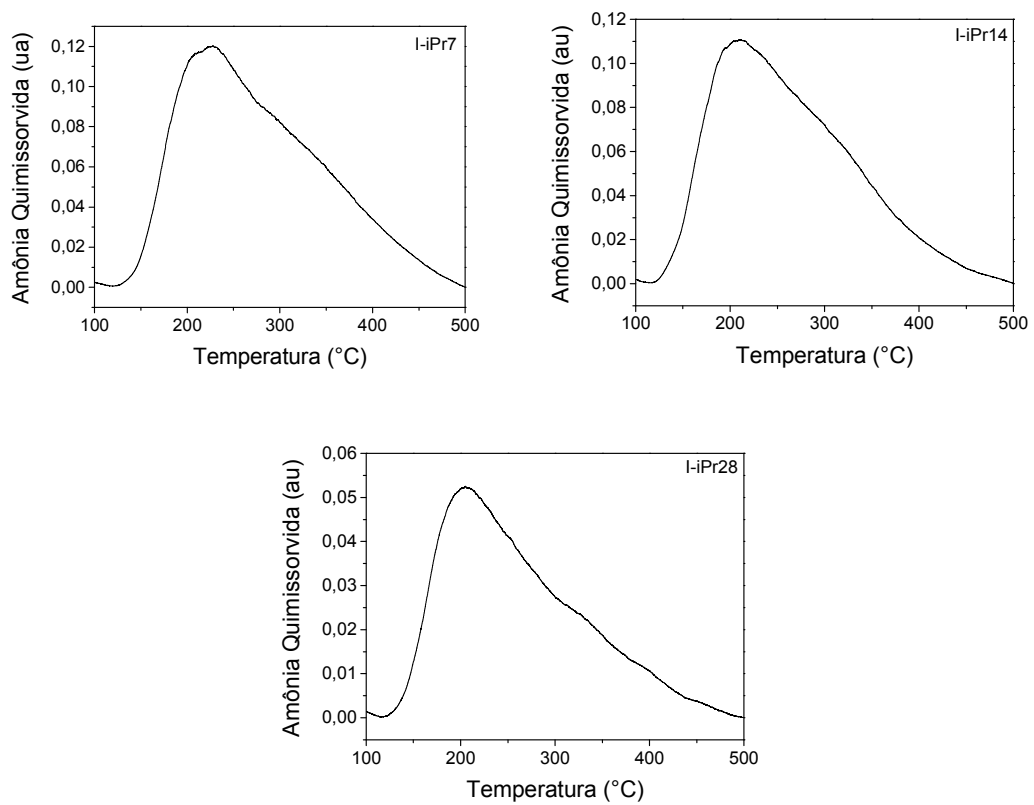 I-iPr7
Amônia Quimissorvida (ua)
0,12
0,10
0,08
0,06
0,04
0,02
0,00
100 200 300 400 500
Temperatura (°C)
I-iPr14
Amônia Quimissorvida (au)
0,12
0,10
0,08
0,06
0,04
0,02
0,00
100 200 300 400 500
Temperatura (°C)
I-iPr28
Amônia Quimissorvida (au)
0,06
0,05
0,04
0,03
0,02
0,01
0,00
100 200 300 400 500
Temperatura (°C)